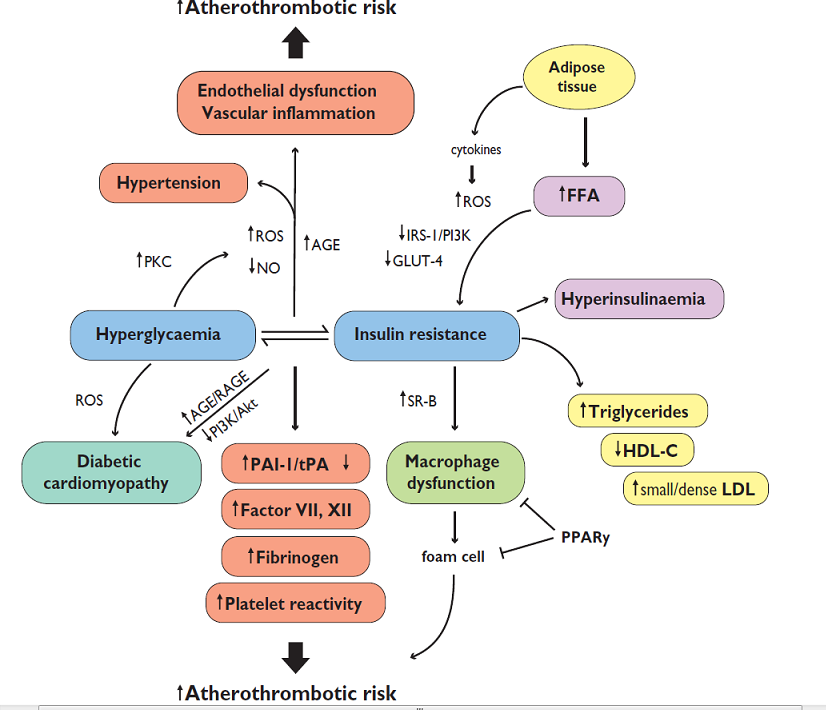 ↑Atherothrombotic risk
Endothelial dysfunction
Vascular inflammation
Adipose
tissue
cytokines
↑ROS
Hypertension
↑FFA
↑ROS
↓NO
↑AGE
↓IRS-1/PI3K
↓GLUT-4
↑PKC
Hyperinsulinaemia
Hyperglycaemia
Insulin resistance
ROS
↑AGE/RAGE
↓PI3K/Akt
↑SR-B
↑Triglycerides
↓HDL-C
↑small/dense LDL
Diabetic
cardiomyopathy
↑PAI-1/tPA ↓
↑Factor VII, XII
↑Fibrinogen
↑Platelet reactivity
Macrophage
dysfunction
foam cell
PPARγ
↑Atherothrombotic risk